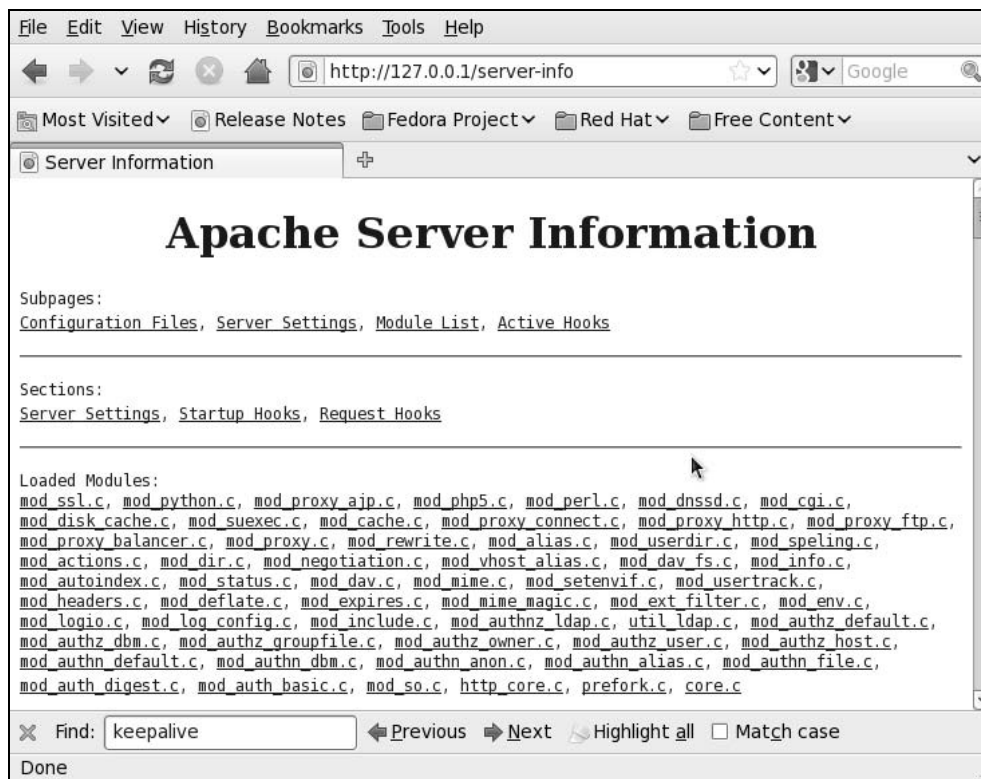 File Edit View History Bookmarks Tools Help
http://127.0.0.1/server-info Google
Most Visited Release Notes Fedora Project Red Hat Free Content
Server Information
Apache Server Information
Subpages:
Configuration Files, Server Settings, Module List, Active Hooks
Sections:
Server Settings, Startup Hooks, Request Hooks
Loaded Modules:
mod_ssl.c, mod_python.c, mod_proxy_ajp.c, mod_php5.c, mod_perl.c, mod_dnssd.c, mod_cgi.c,
mod_disk_cache.c, mod_suexec.c, mod_cache.c, mod_proxy_connect.c, mod_proxy_http.c, mod_proxy_ftp.c,
mod_proxy_balancer.c, mod_proxy.c, mod_rewrite.c, mod_alias.c, mod_userdir.c, mod_speling.c,
mod_actions.c, mod_dir.c, mod_negotiation.c, mod_vhost_alias.c, mod_dav_fs.c, mod_info.c,
mod_autoindex.c, mod_status.c, mod_dav.c, mod_mime.c, mod_setenvif.c, mod_usertrack.c,
mod_headers.c, mod_deflate.c, mod_expires.c, mod_mime_magic.c, mod_ext_filter.c, mod_env.c,
mod_logio.c, mod_log_config.c, mod_include.c, mod_authnz_ldap.c, util_ldap.c, mod_authz_default.c,
mod_authz_dbm.c, mod_authz_groupfile.c, mod_authz_owner.c, mod_authz_user.c, mod_authz_host.c,
mod_authn_default.c, mod_authn_dbm.c, mod_authn_anon.c, mod_authn_alias.c, mod_authn_file.c,
mod_auth_digest.c, mod_auth_basic.c, mod_so.c, http_core.c, prefork.c, core.c
Find: keepalive Previous Next Highlight all Match case
Done